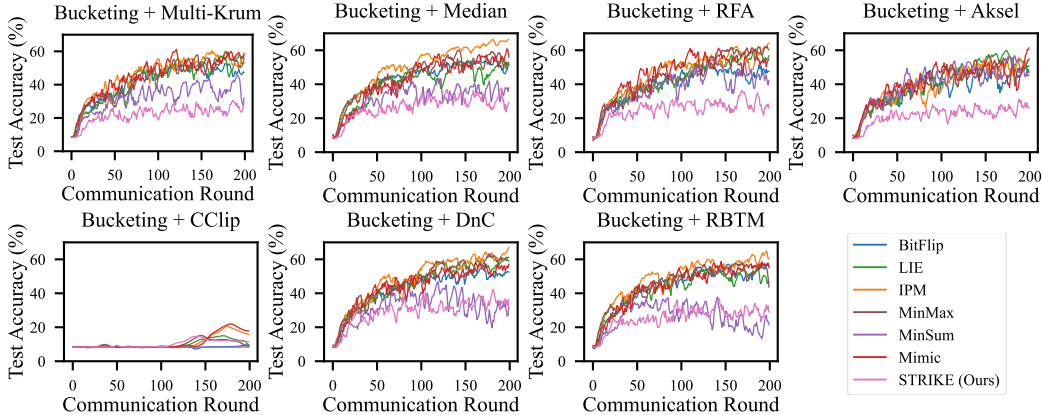 Bucketing + Multi-Krum
Bucketing + Median
Bucketing + RFA
Bucketing + Aksel
Test Accuracy (%)
60
40
20
0
0 50 100 150 200
Communication Round
Test Accuracy (%)
60
40
20
0
0 50 100 150 200
Communication Round
Test Accuracy (%)
60
40
20
0
0 50 100 150 200
Communication Round
Test Accuracy (%)
60
40
20
0
0 50 100 150 200
Communication Round
Bucketing + CClip
Bucketing + DnC
Bucketing + RBTM
Test Accuracy (%)
60
40
20
0
0 50 100 150 200
Communication Round
Test Accuracy (%)
60
40
20
0
0 50 100 150 200
Communication Round
Test Accuracy (%)
60
40
20
0
0 50 100 150 200
Communication Round
BitFlip
LIE
IPM
MinMax
MinSum
Mimic
STRIKE (Ours)